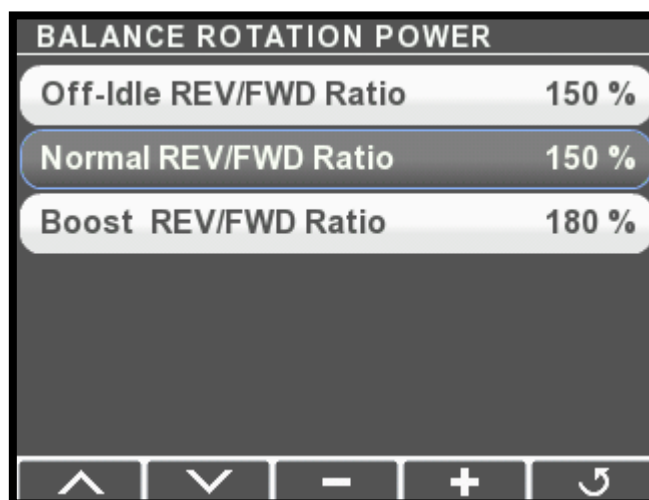 BALANCE ROTATION POWER
Off-Idle REV/FWD Ratio 150 %
Normal REV/FWD Ratio 150 %
Boost REV/FWD Ratio 180 %